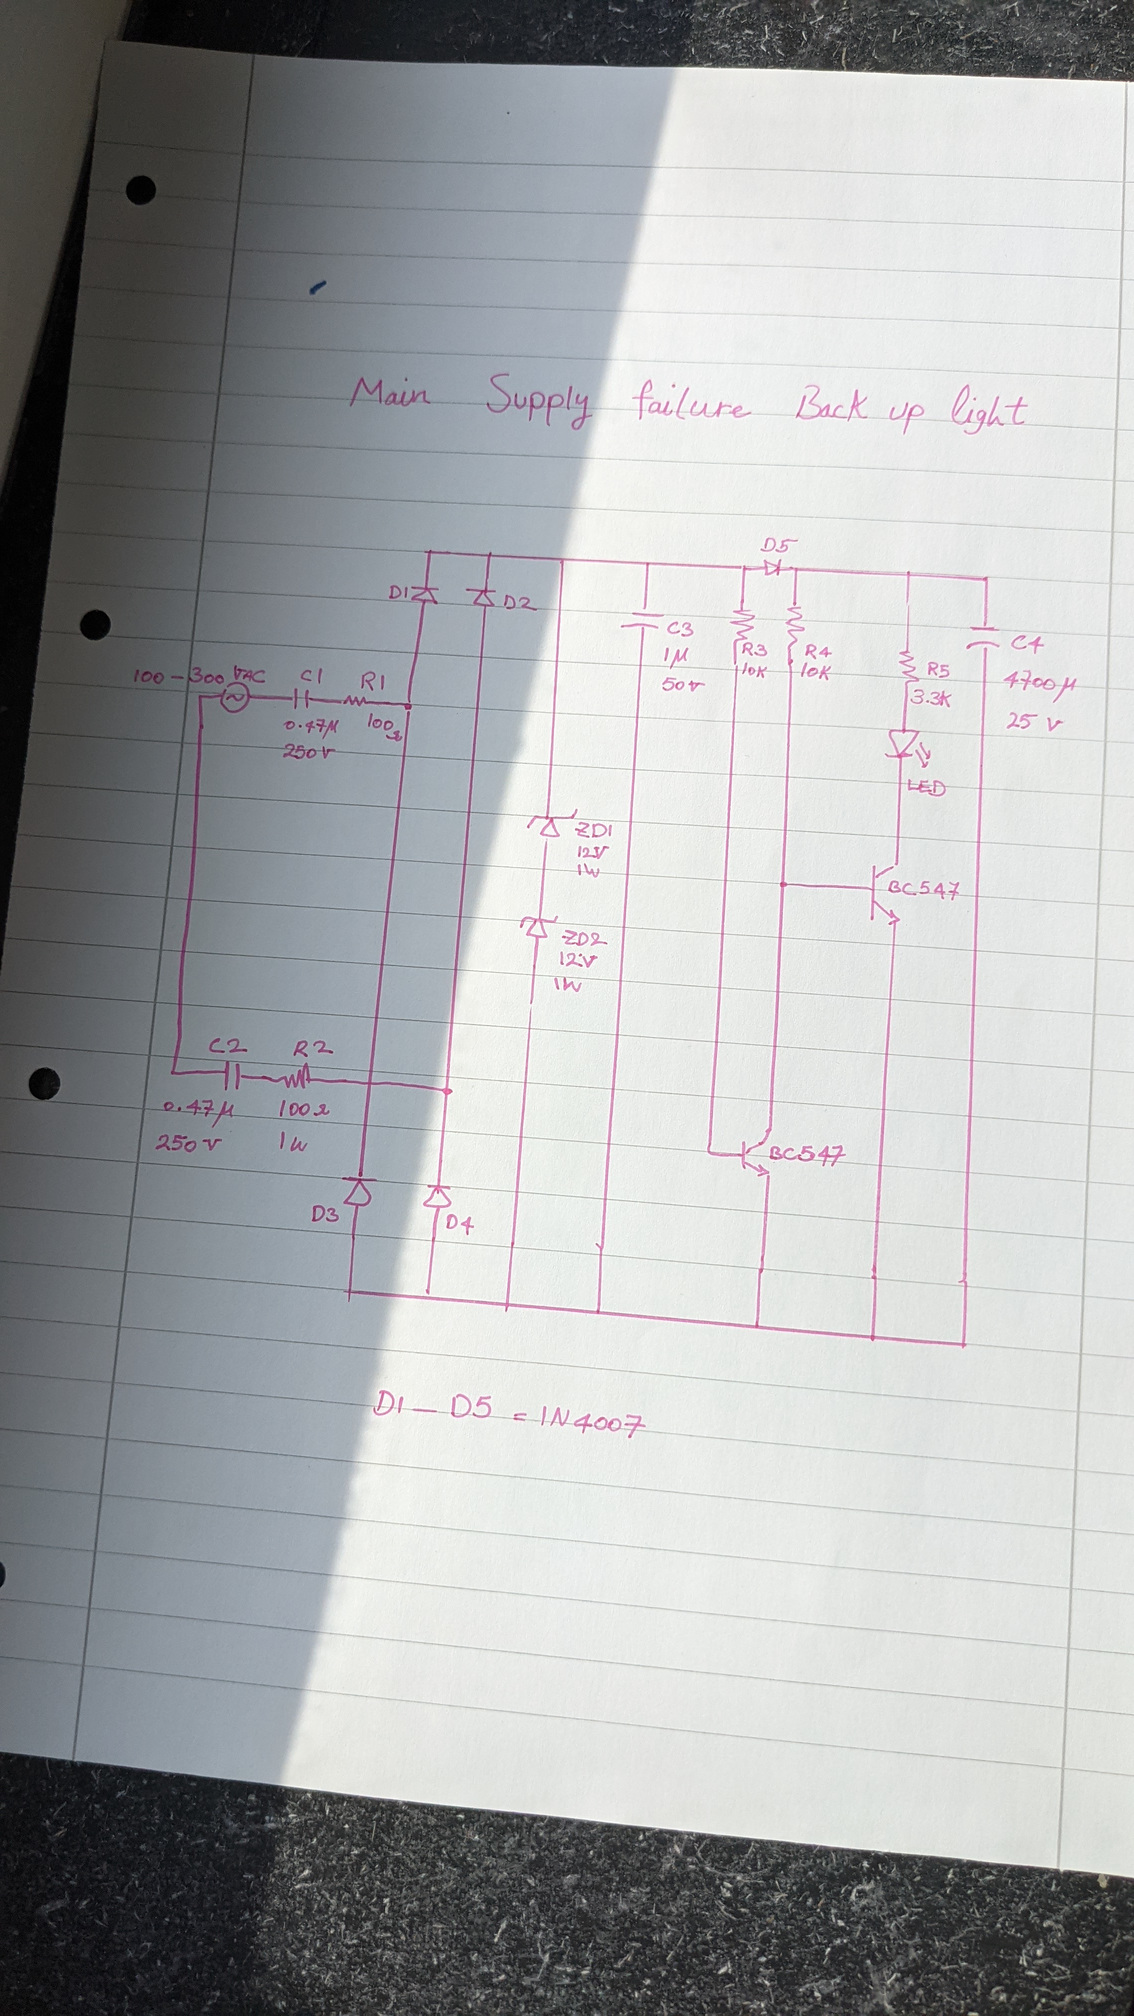 Main Supply failure Back up light
D5
D1
D2
C3
1µ
50v
R3
10K
R4
10K
R5
3.3K
C4
4700µ
25 v
100-300 VAC
C1
R1
0.47µ
250v
100Ω
LED
ZD1
12V
1W
BC547
ZD2
12V
1W
C2
R2
0.47µ
100Ω
250v
1W
BC547
D3
D4
D1 - D5 = 1N4007